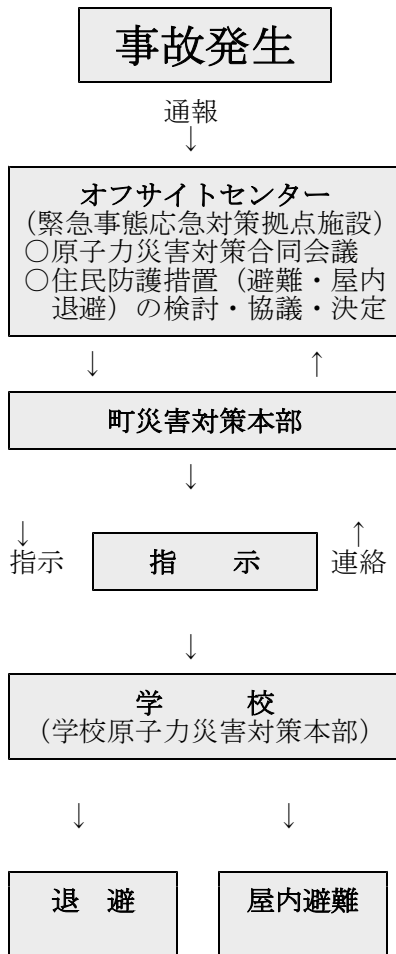 事故発生
通報
↓
オフサイトセンター
(緊急事態応急対策拠点施設)
○原子力災害対策合同会議
○住民防護措置（避難・屋内
退避）の検討・協議・決定
↓ ↑
町災害対策本部
↓
↓ ↑
指示 指　示 連絡
↓
学　校
（学校原子力災害対策本部）
↓ ↓
退　避 屋内避難